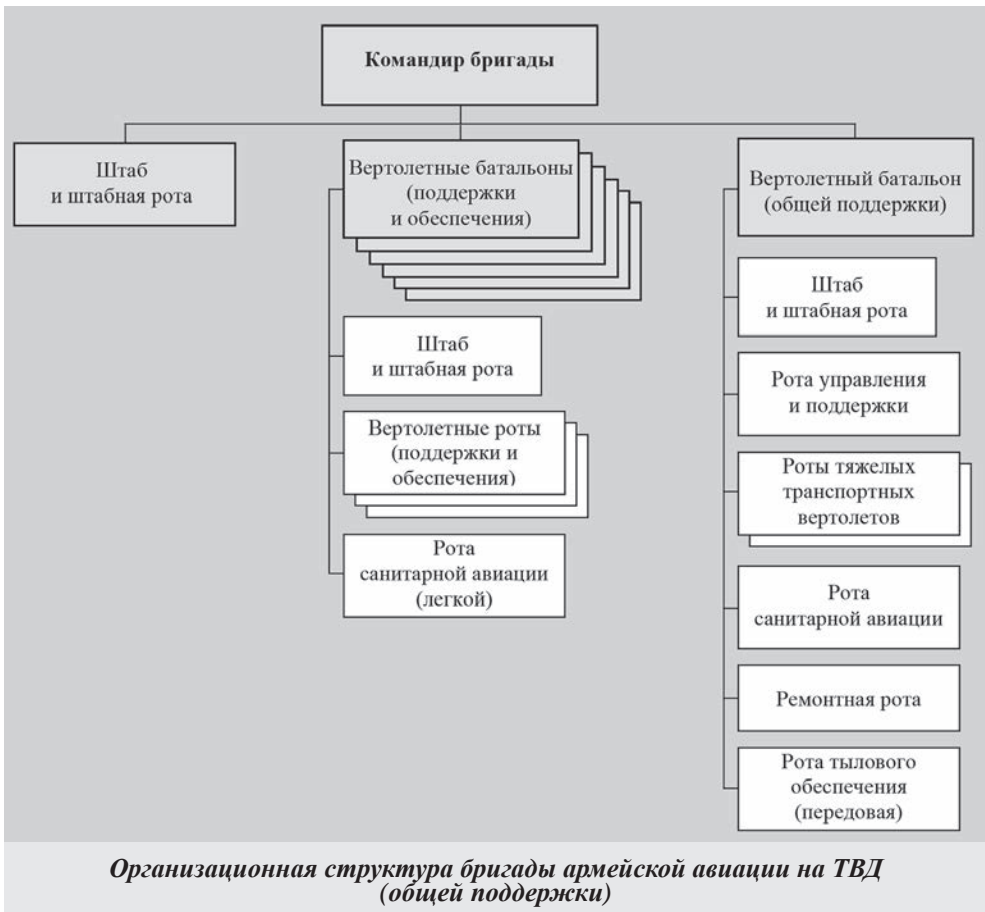 Командир бригады
Штаб
и штабная рота
Вертолетные батальоны
(поддержки
и обеспечения)
Штаб
и штабная рота
Вертолетные роты
(поддержки и
обеспечения)
Рота
санитарной авиации
(легкой)
Вертолетный батальон
(общей поддержки)
Штаб
и штабная рота
Рота управления
и поддержки
Роты тяжелых
транспортных
вертолетов
Рота
санитарной авиации
Ремонтная рота
Рота тылового
обеспечения
(передовая)
Организационная структура бригады армейской авиации на ТВД
(общей поддержки)